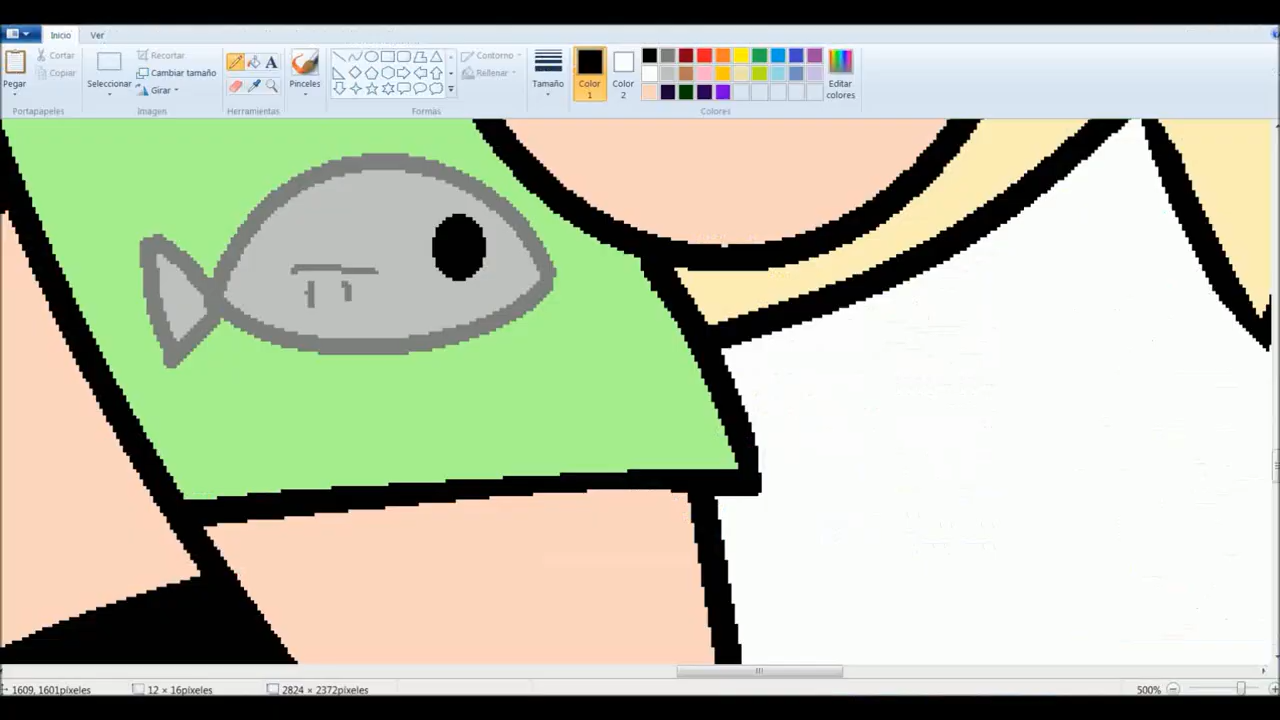 Inicio Ver
Pegar
Cortar
Copiar
Portapapeles
Seleccionar
Recortar
Cambiar tamaño
Girar
Imagen
Herramientas
Pinceles
Contorno
Rellenar
Formas
Tamaño
Color 1
Color 2
Editar colores
Colores
1609, 1601píxeles 12 × 16píxeles 2824 × 2372píxeles 500%